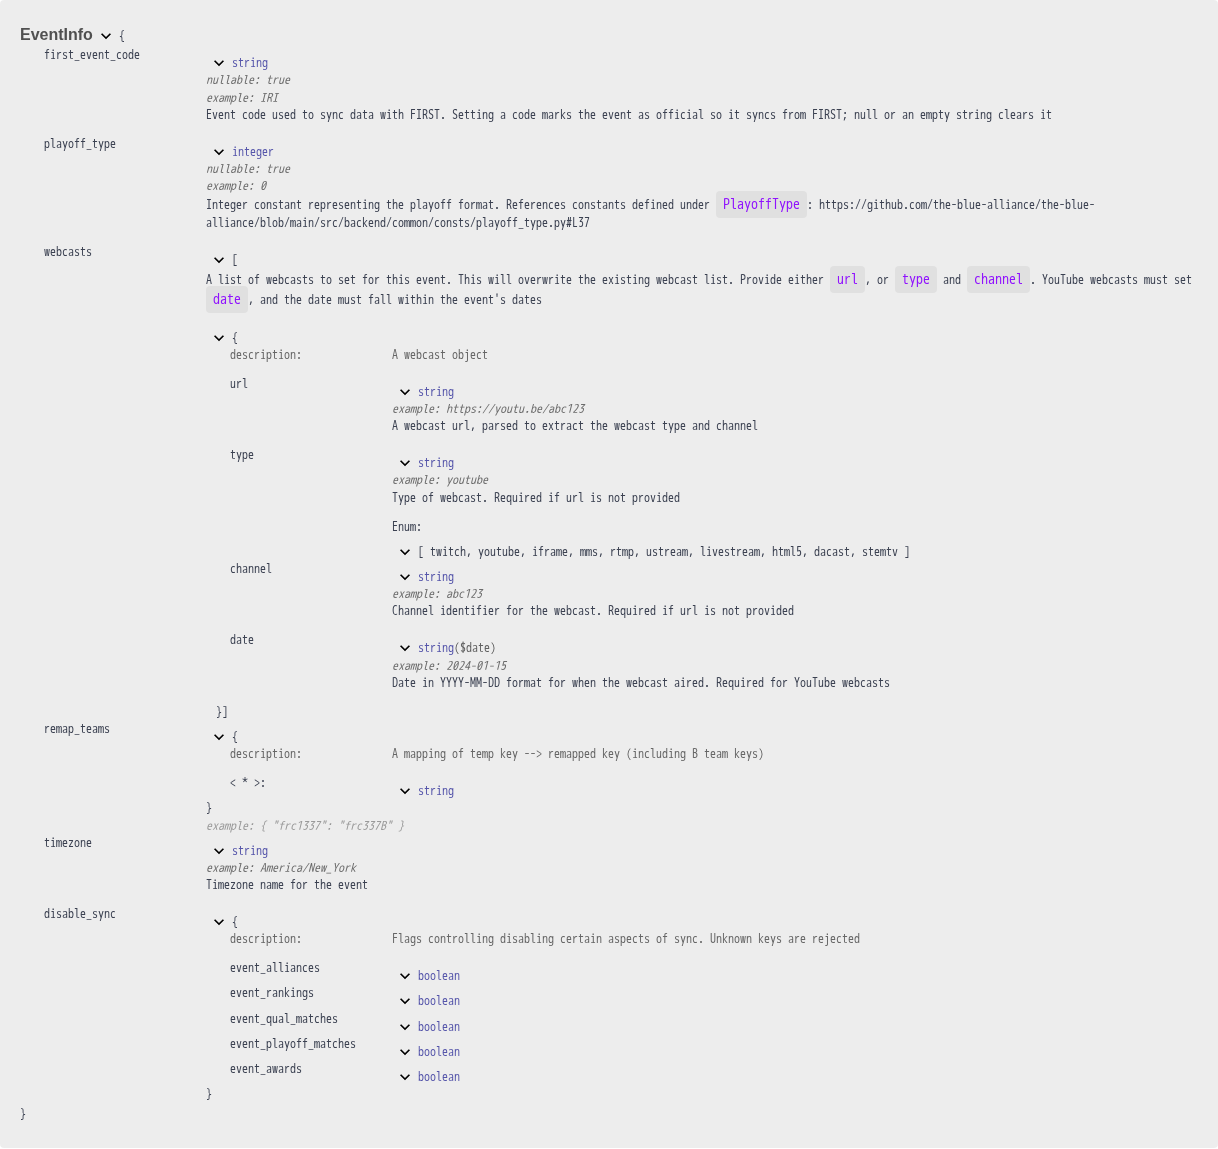 EventInfo {
first_event_code
string
nullable: true
example: IRI
Event code used to sync data with FIRST. Setting a code marks the event as official so it syncs from FIRST; null or an empty string clears it
playoff_type
integer
nullable: true
example: 0
Integer constant representing the playoff format. References constants defined under PlayoffType : https://github.com/the-blue-alliance/the-blue-
alliance/blob/main/src/backend/common/consts/playoff_type.py#L37
webcasts
[
A list of webcasts to set for this event. This will overwrite the existing webcast list. Provide either url , or type and channel . YouTube webcasts must set
date , and the date must fall within the event's dates
{
description: A webcast object
url
string
example: https://youtu.be/abc123
A webcast url, parsed to extract the webcast type and channel
type
string
example: youtube
Type of webcast. Required if url is not provided
Enum:
[ twitch, youtube, iframe, mms, rtmp, ustream, livestream, html5, dacast, stemtv ]
channel
string
example: abc123
Channel identifier for the webcast. Required if url is not provided
date
string($date)
example: 2024-01-15
Date in YYYY-MM-DD format for when the webcast aired. Required for YouTube webcasts
}]
remap_teams
{
description: A mapping of temp key --> remapped key (including B team keys)
< * >:
string
}
example: { "frc1337": "frc337B" }
timezone
string
example: America/New_York
Timezone name for the event
disable_sync
{
description: Flags controlling disabling certain aspects of sync. Unknown keys are rejected
event_alliances
boolean
event_rankings
boolean
event_qual_matches
boolean
event_playoff_matches
boolean
event_awards
boolean
}
}